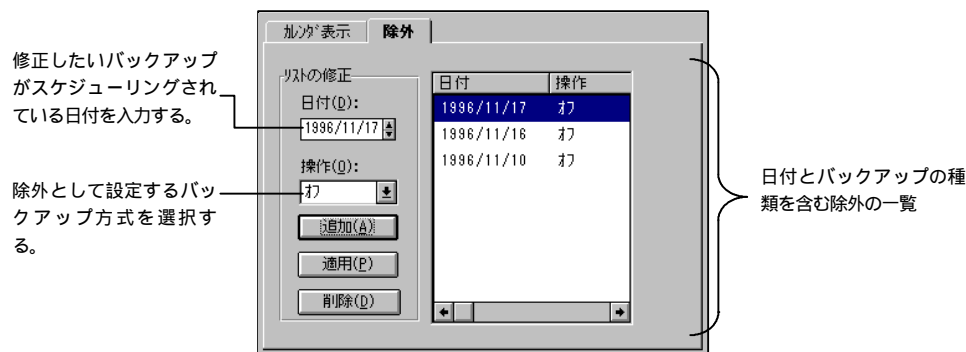 ｶﾚﾝﾀﾞ表示
除外
修正したいバックアップ
がスケジューリングされ
ている日付を入力する。
除外として設定するバッ
クアップ方式を選択す
る。
ﾘｽﾄの修正
日付(D):
1996/11/17
操作(O):
ｵﾌ
追加(A)
適用(P)
削除(D)
日付 操作
1996/11/17 ｵﾌ
1996/11/16 ｵﾌ
1996/11/10 ｵﾌ
日付とバックアップの種
類を含む除外の一覧